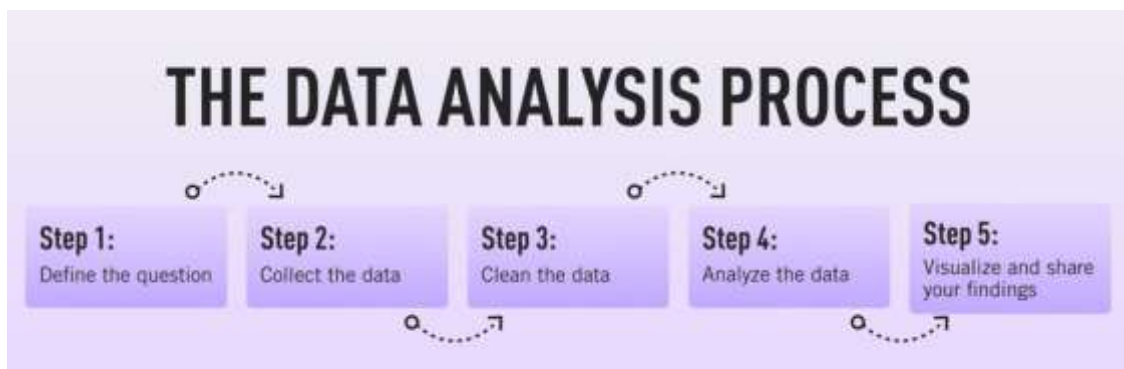 THE DATA ANALYSIS PROCESS
Step 1:
Define the question
Step 2:
Collect the data
Step 3:
Clean the data
Step 4:
Analyze the data
Step 5:
Visualize and share
your findings